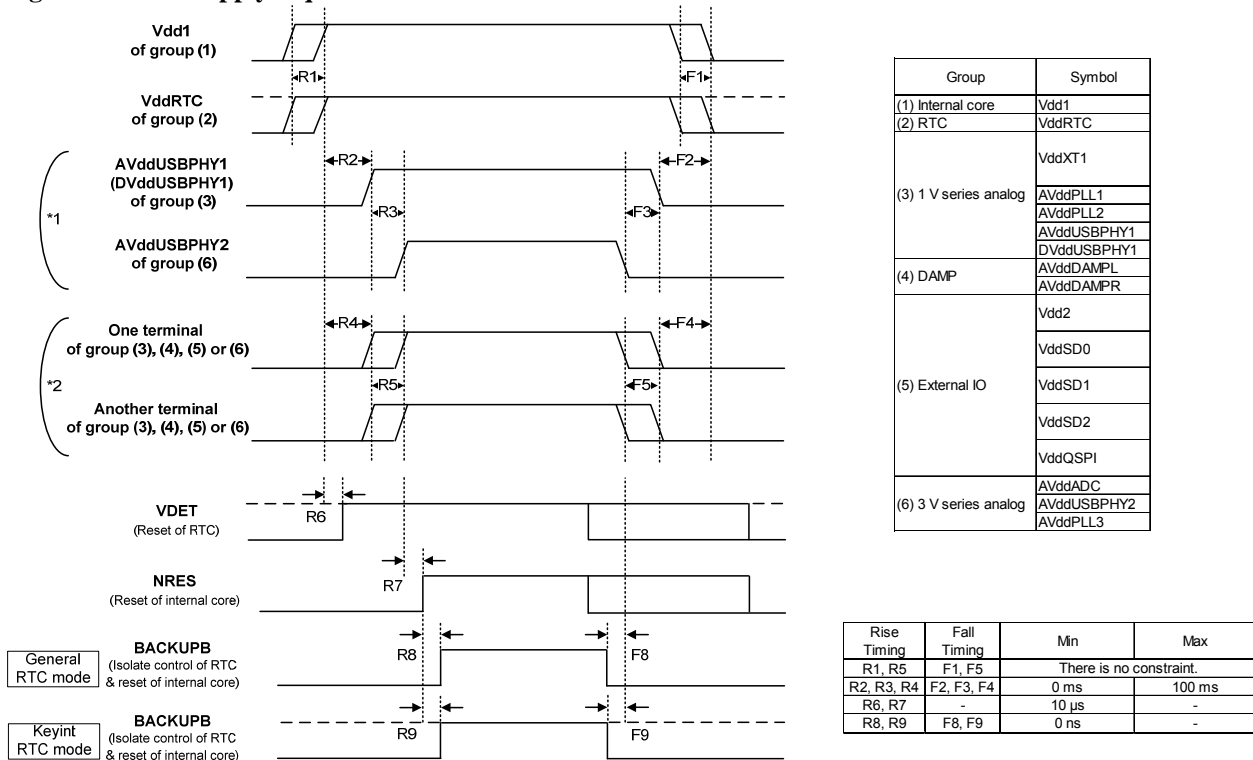 Vdd1
of group (1)
R1
F1
VddRTC
of group (2)
*1
AVddUSBPHY1
(DVddUSBPHY1)
of group (3)
R2
F2
R3
F3
AVddUSBPHY2
of group (6)
*2
One terminal
of group (3), (4), (5) or (6)
R4
F4
R5
F5
Another terminal
of group (3), (4), (5) or (6)
VDET
(Reset of RTC)
R6
R7
NRES
(Reset of internal core)
General
RTC mode
BACKUPB
(Isolate control of RTC
& reset of internal core)
R8
F8
Keyint
RTC mode
BACKUPB
(Isolate control of RTC
& reset of internal core)
R9
F9
Group Symbol
(1) Internal core Vdd1
(2) RTC VddRTC
(3) 1 V series analog VddXT1
AVddPLL1
AVddPLL2
AVddUSBPHY1
DVddUSBPHY1
(4) DAMP AVddDAMPL
AVddDAMPR
(5) External IO Vdd2
VddSD0
VddSD1
VddSD2
VddQSPI
(6) 3 V series analog AVddADC
AVddUSBPHY2
AVddPLL3
Rise Timing Fall Timing Min Max
R1, R5 F1, F5 There is no constraint.
R2, R3, R4 F2, F3, F4 0 ms 100 ms
R6, R7 - 10 µs -
R8, R9 F8, F9 0 ns -